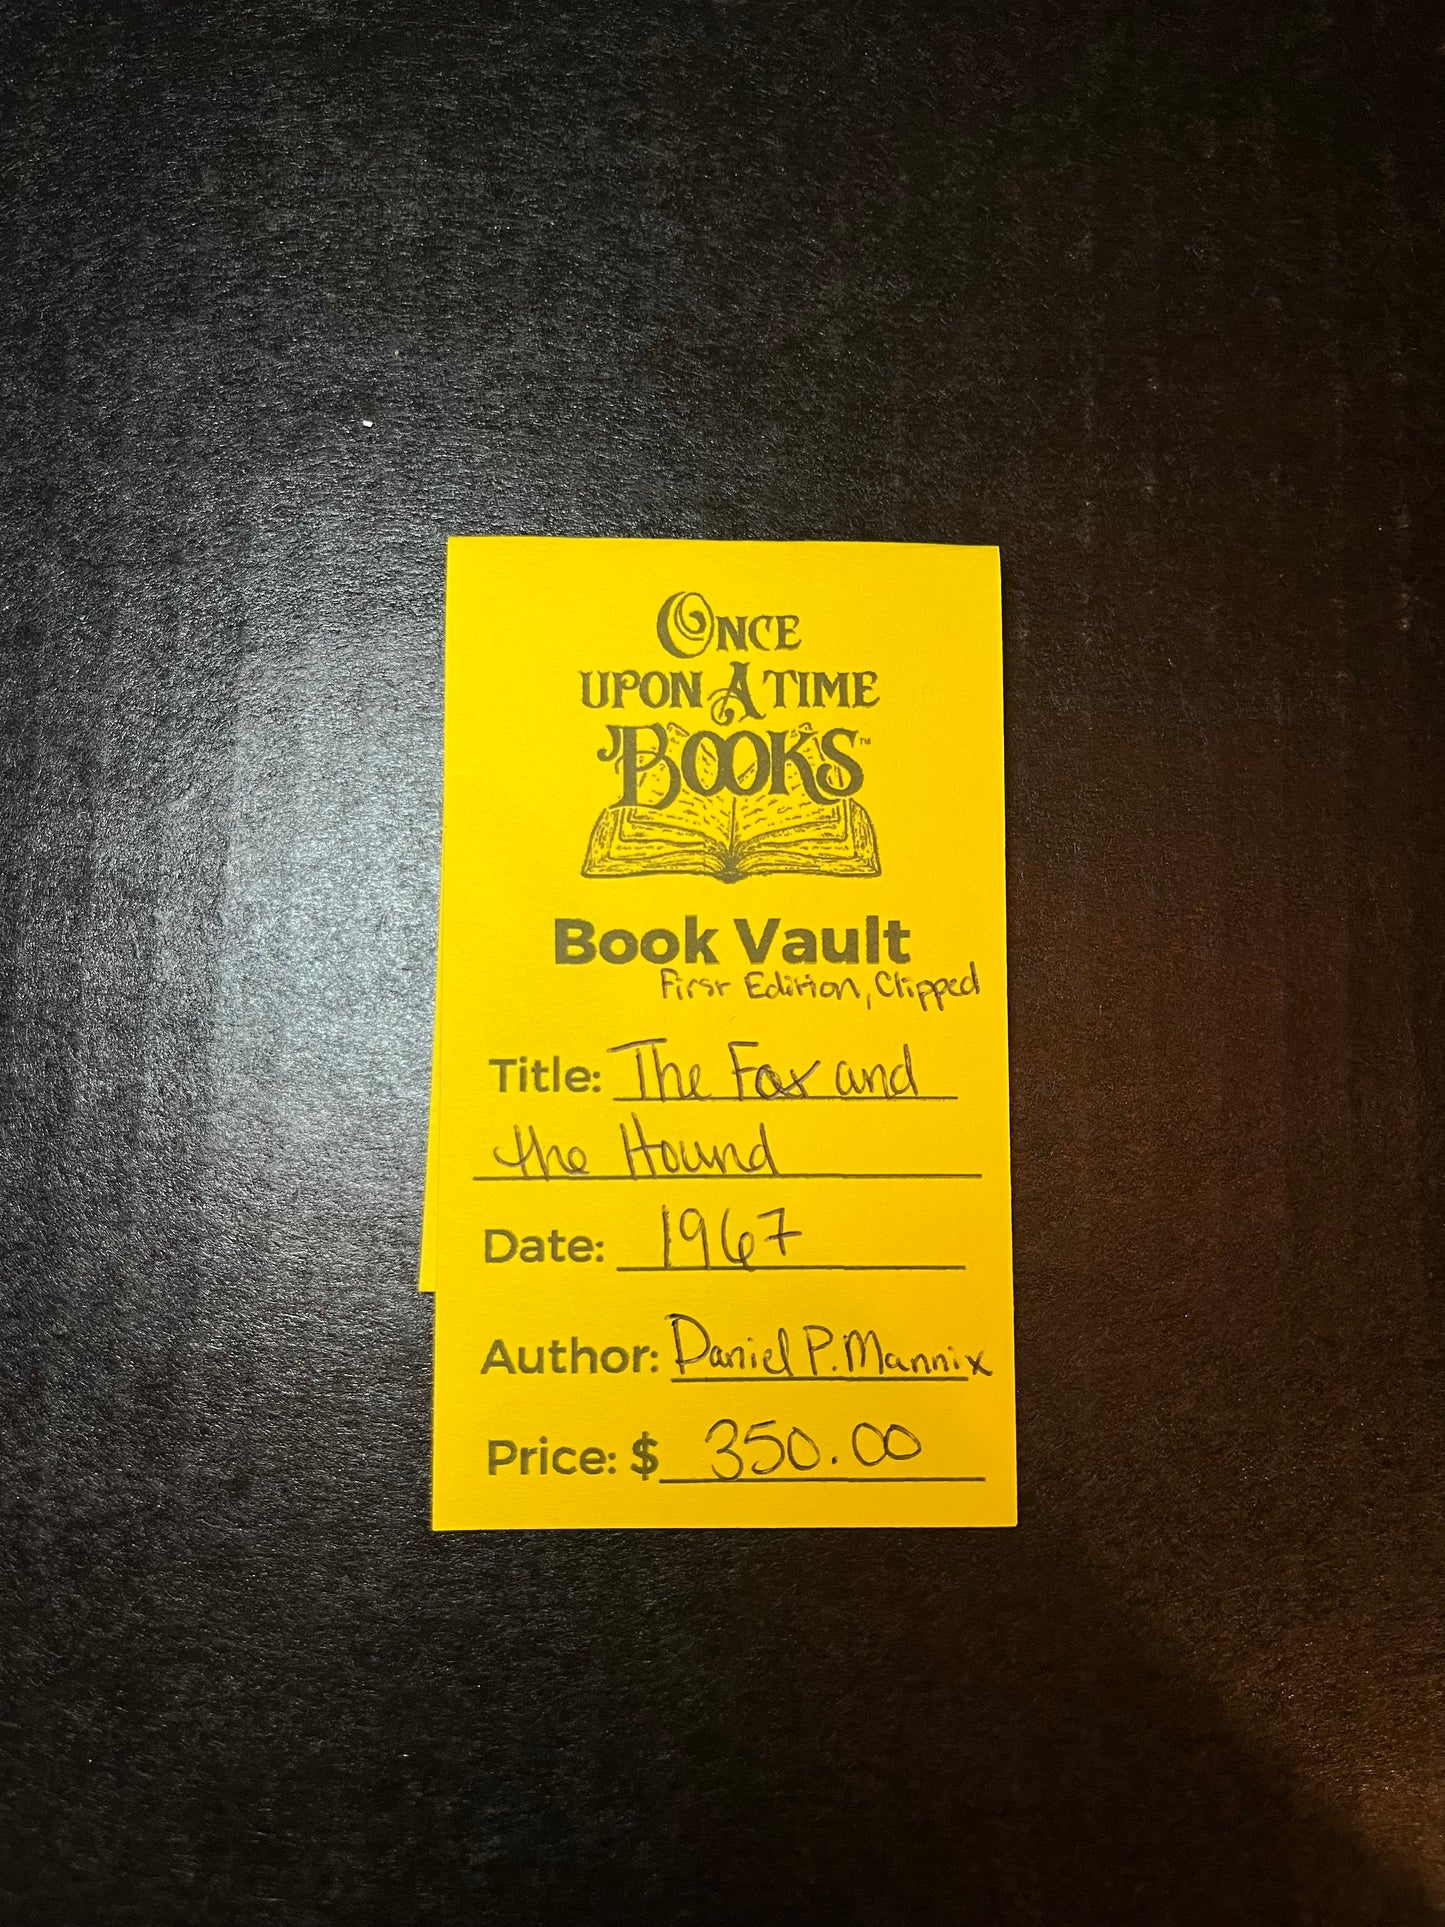 ONCE
UPON A TIME
BOOKS™
Book Vault
First Edition, Clipped
Title: The Fox and
the Hound
Date: 1967
Author: Daniel P. Mannix
Price: $ 350.00